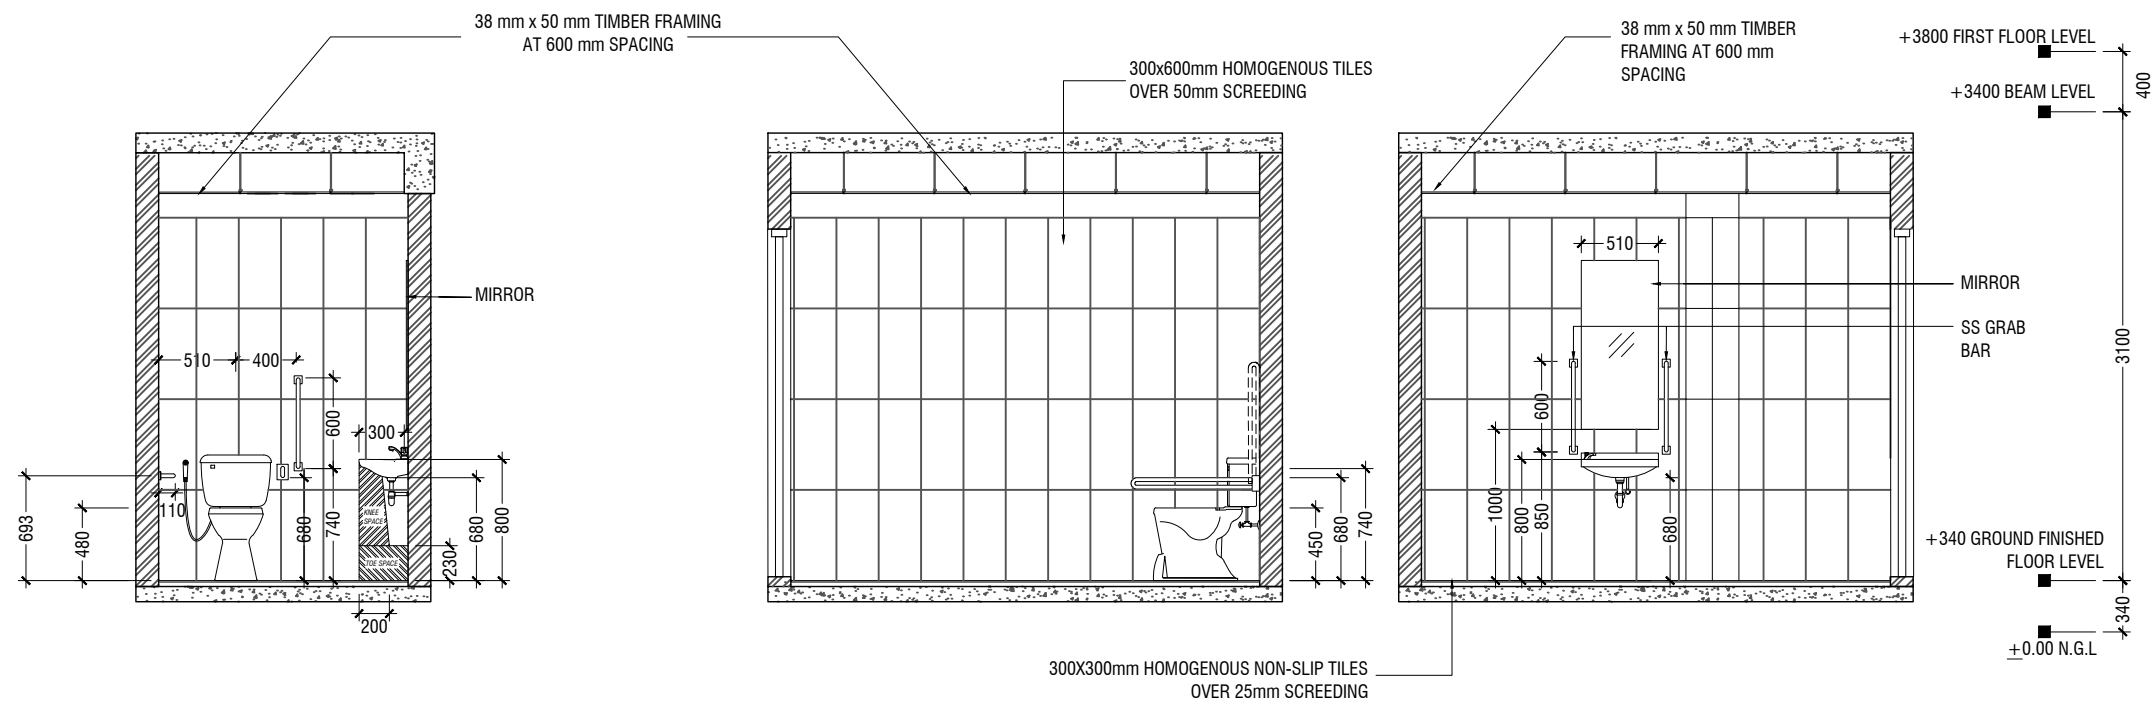 38 mm x 50 mm TIMBER FRAMING
AT 600 mm SPACING
300x600mm HOMOGENOUS TILES
OVER 50mm SCREEDING
38 mm x 50 mm TIMBER
FRAMING AT 600 mm
SPACING
+3800 FIRST FLOOR LEVEL
400
+3400 BEAM LEVEL
3100
+340 GROUND FINISHED
FLOOR LEVEL
340
+0.00 N.G.L
MIRROR
510
400
600
300
110
693
480
680
740
KNEE
SPACE
TOE SPACE
230
680
800
200
450
680
740
510
MIRROR
SS GRAB
BAR
600
1000
800
850
680
300X300mm HOMOGENOUS NON-SLIP TILES
OVER 25mm SCREEDING